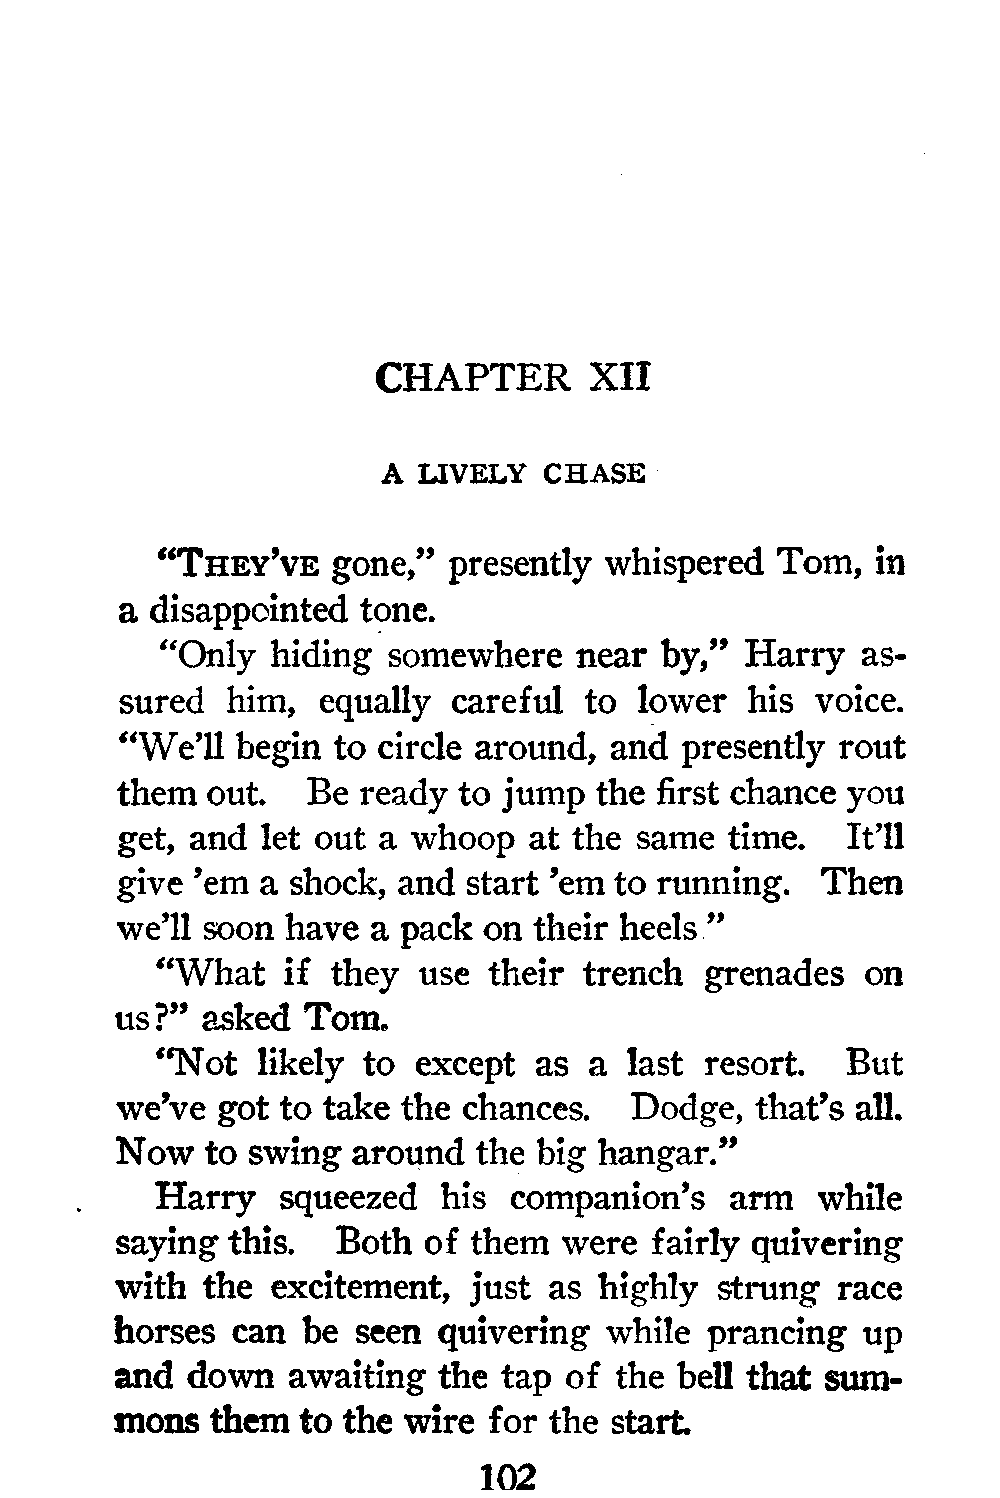 CHAPTER XII
A LIVELY CHASE
“THEY’VE gone,” presently whispered Tom, in
a disappointed tone.
“Only hiding somewhere near by,” Harry as-
sured him, equally careful to lower his voice.
“We’ll begin to circle around, and presently rout
them out. Be ready to jump the first chance you
get, and let out a whoop at the same time. It’ll
give ’em a shock, and start ’em to running. Then
we’ll soon have a pack on their heels.”
“What if they use their trench grenades on
us?” asked Tom.
“Not likely to except as a last resort. But
we’ve got to take the chances. Dodge, that’s all.
Now to swing around the big hangar.”
Harry squeezed his companion’s arm while
saying this. Both of them were fairly quivering
with the excitement, just as highly strung race
horses can be seen quivering while prancing up
and down awaiting the tap of the bell that sum-
mons them to the wire for the start.
102